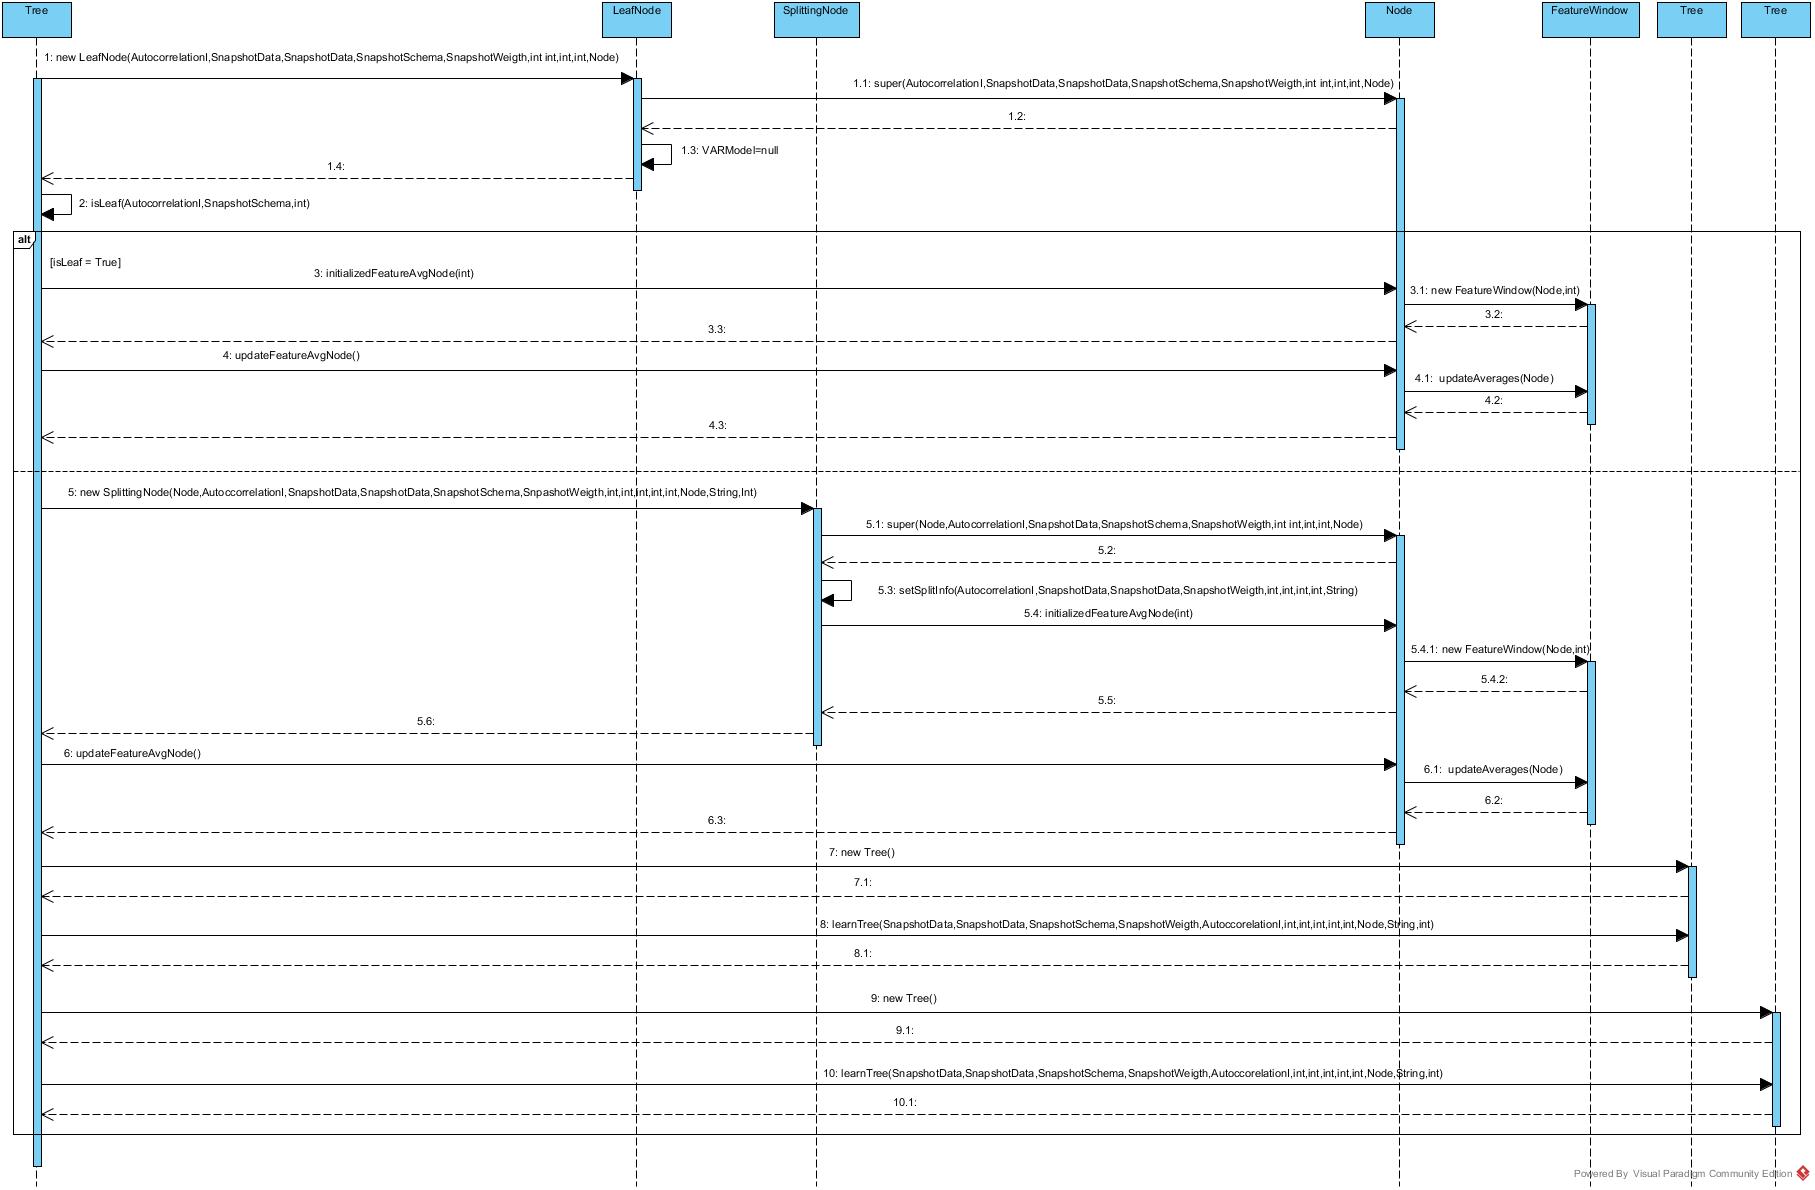 Tree
LeafNode
SplittingNode
Node
FeatureWindow
Tree
Tree
1: new LeafNode(AutocorrelationI,SnapshotData,SnapshotData,SnapshotSchema,SnapshotWeigth,int int,int,int,Node)
1.1: super(AutocorrelationI,SnapshotData,SnapshotData,SnapshotSchema,SnapshotWeigth,int int,int,int,Node)
1.2:
1.3: VARModel=null
1.4:
2: isLeaf(AutocorrelationI,SnapshotSchema,int)
alt
[isLeaf = True]
3: initializedFeatureAvgNode(int)
3.1: new FeatureWindow(Node,int)
3.2:
3.3:
4: updateFeatureAvgNode()
4.1:  updateAverages(Node)
4.2:
4.3:
5: new SplittingNode(Node,AutoccorrelationI,SnapshotData,SnapshotData,SnapshotSchema,SnpashotWeigth,int,int,int,int,int,Node,String,Int)
5.1: super(Node,AutocorrelationI,SnapshotData,SnapshotSchema,SnapshotWeigth,int int,int,int,Node)
5.2:
5.3: setSplitInfo(AutocorrelationI,SnapshotData,SnapshotData,SnapshotWeigth,int,int,int,int,String)
5.4: initializedFeatureAvgNode(int)
5.4.1: new FeatureWindow(Node,int)
5.4.2:
5.5:
5.6:
6: updateFeatureAvgNode()
6.1:  updateAverages(Node)
6.2:
6.3:
7: new Tree()
7.1:
8: learnTree(SnapshotData,SnapshotData,SnapshotSchema,SnapshotWeigth,AutoccorelationI,int,int,int,int,int,Node,String,int)
8.1:
9: new Tree()
9.1:
10: learnTree(SnapshotData,SnapshotData,SnapshotSchema,SnapshotWeigth,AutoccorelationI,int,int,int,int,int,Node,String,int)
10.1:
Powered By Visual Paradigm Community Edition